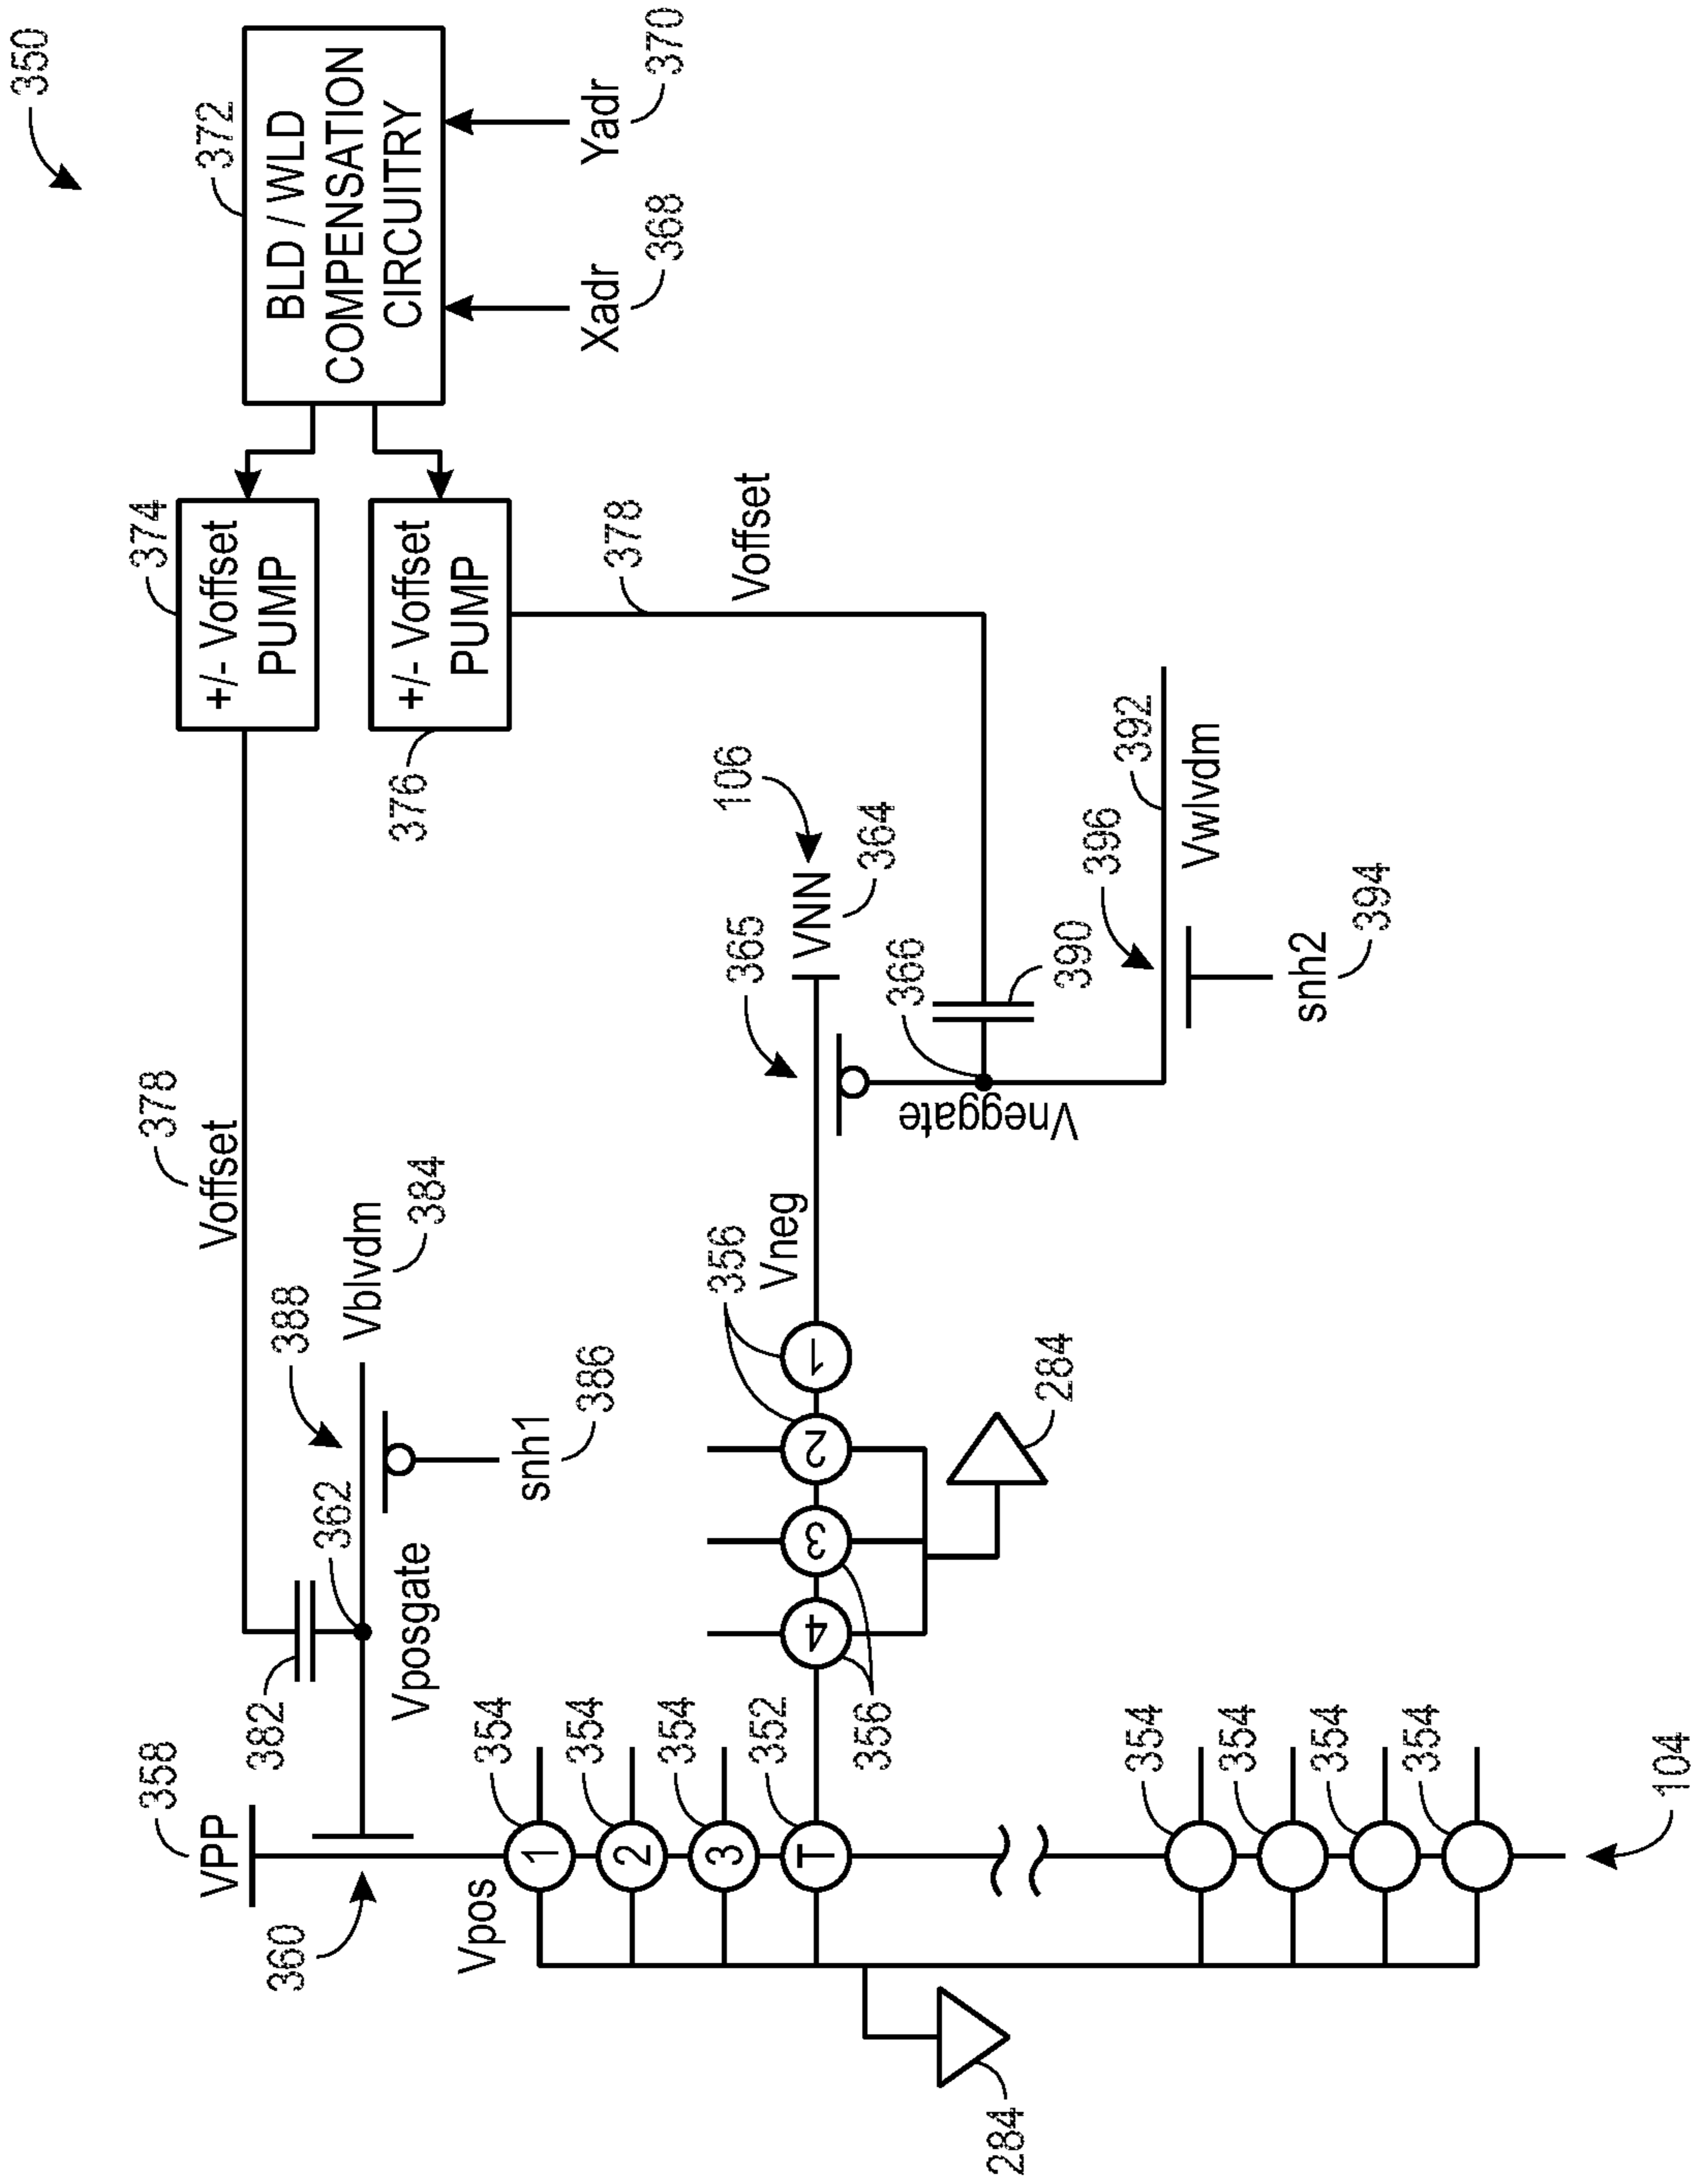 350
372
BLD / WLD
COMPENSATION
CIRCUITRY
Xadr
368
Yadr
370
374
+/- Voffset
PUMP
376
+/- Voffset
PUMP
378
Voffset
378
Voffset
358
VPP
360
382
362
Vposgate
388
Vblvdm
384
snh1
386
Vpos
354
354
354
352
1
2
3
T
354
354
354
354
104
284
356
Vneg
4
3
2
1
356
284
365
106
VNN
364
366
Vneggate
390
396
392
Vwlvdm
snh2
394